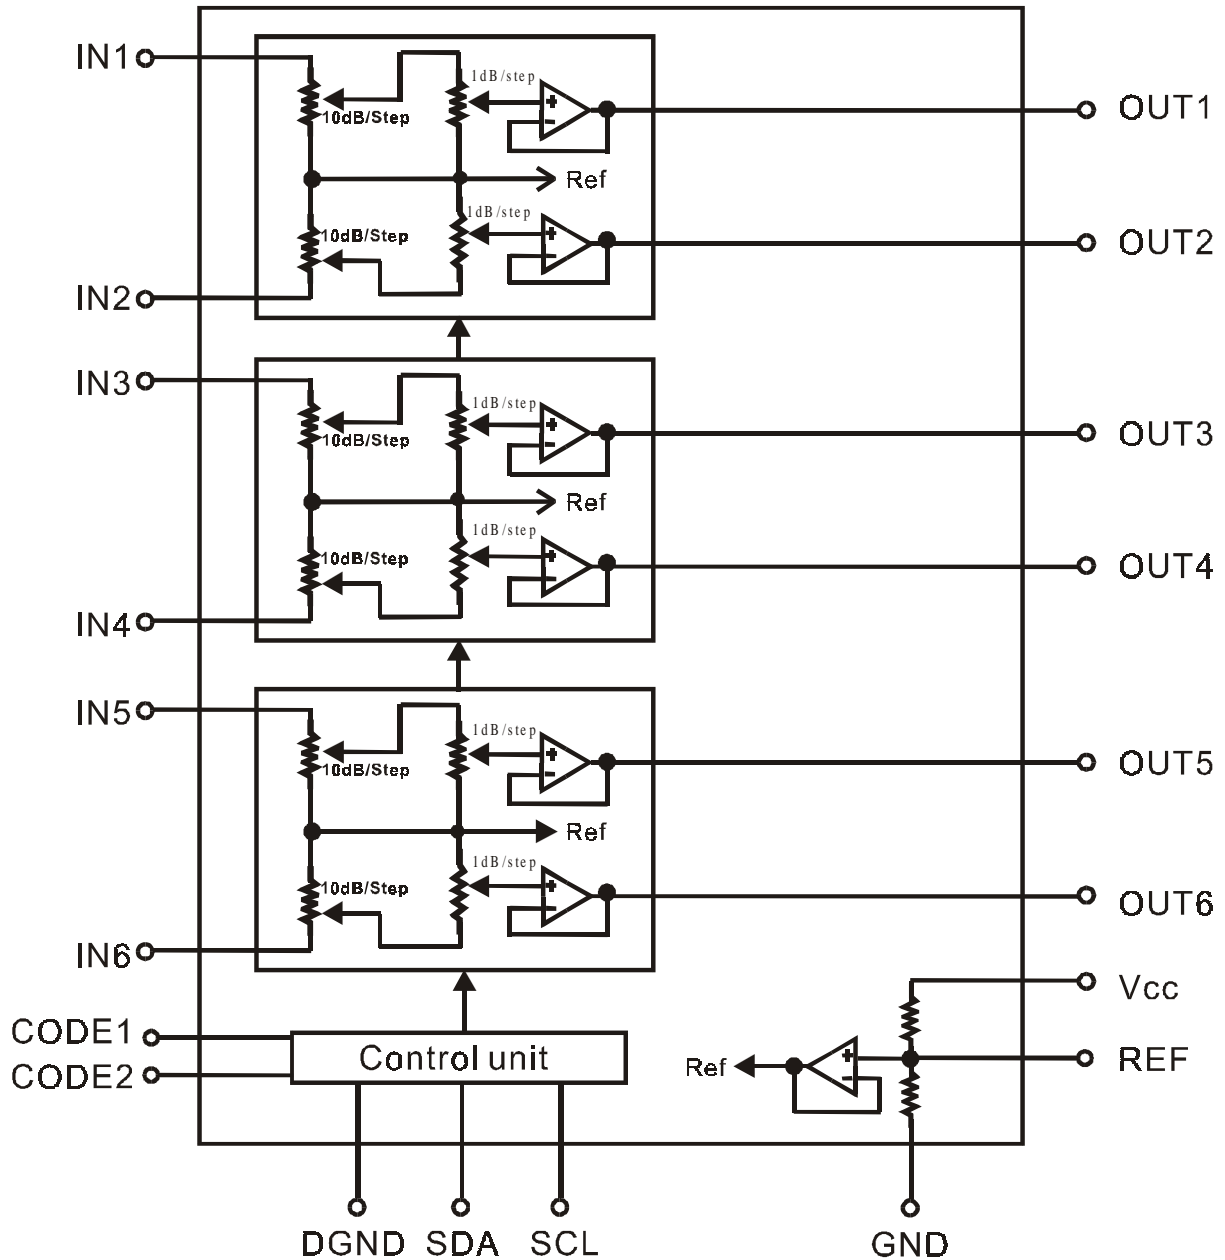 IN1
1dB/step
10dB/Step
+
-
OUT1
Ref
1dB/step
10dB/Step
+
-
OUT2
IN2
IN3
1dB/step
10dB/Step
+
-
OUT3
Ref
1dB/step
10dB/Step
+
-
OUT4
IN4
IN5
1dB/step
10dB/Step
+
-
OUT5
Ref
1dB/step
10dB/Step
+
-
OUT6
IN6
Vcc
CODE1
Control unit
CODE2
Ref
+
-
REF
DGND
SDA
SCL
GND